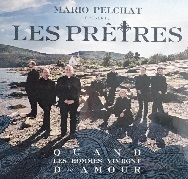 MARIO PELCHAT
LES PRÊTRES
QUAND
LES HOMMES VIVRONT
D'AMOUR